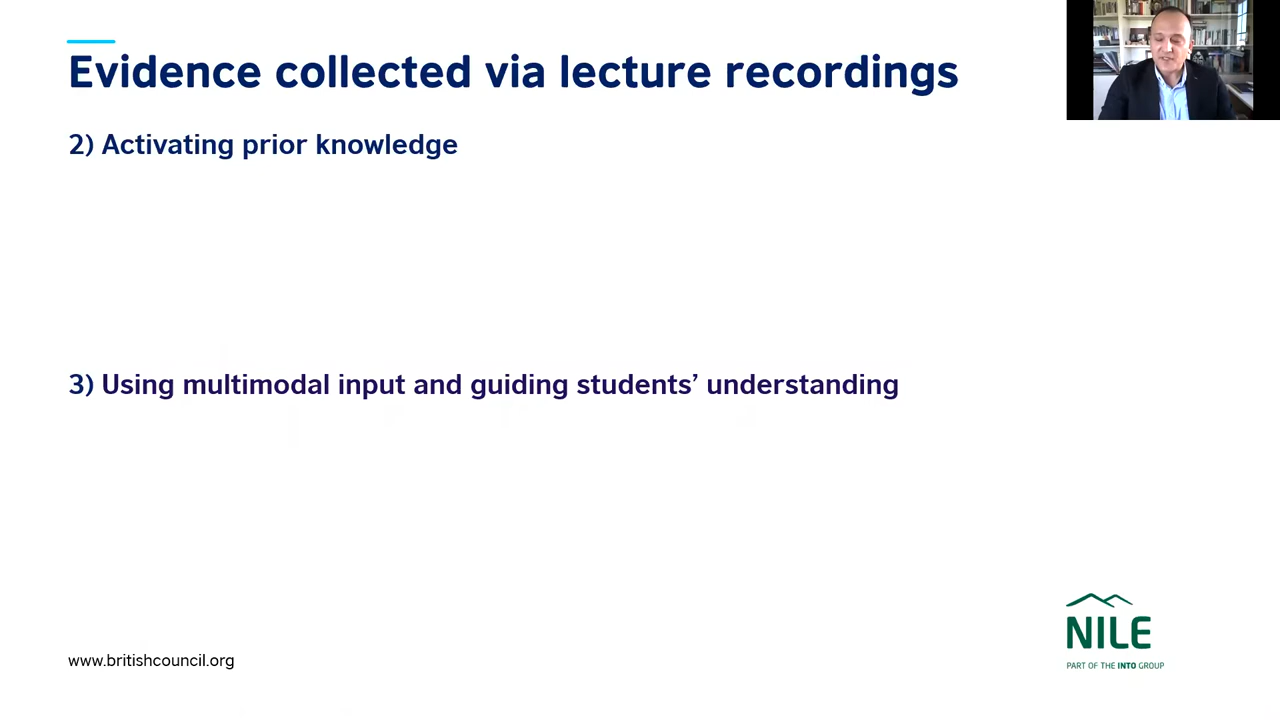 Evidence collected via lecture recordings
2) Activating prior knowledge
3) Using multimodal input and guiding students’ understanding
www.britishcouncil.org
NILE
PART OF THE INTO GROUP